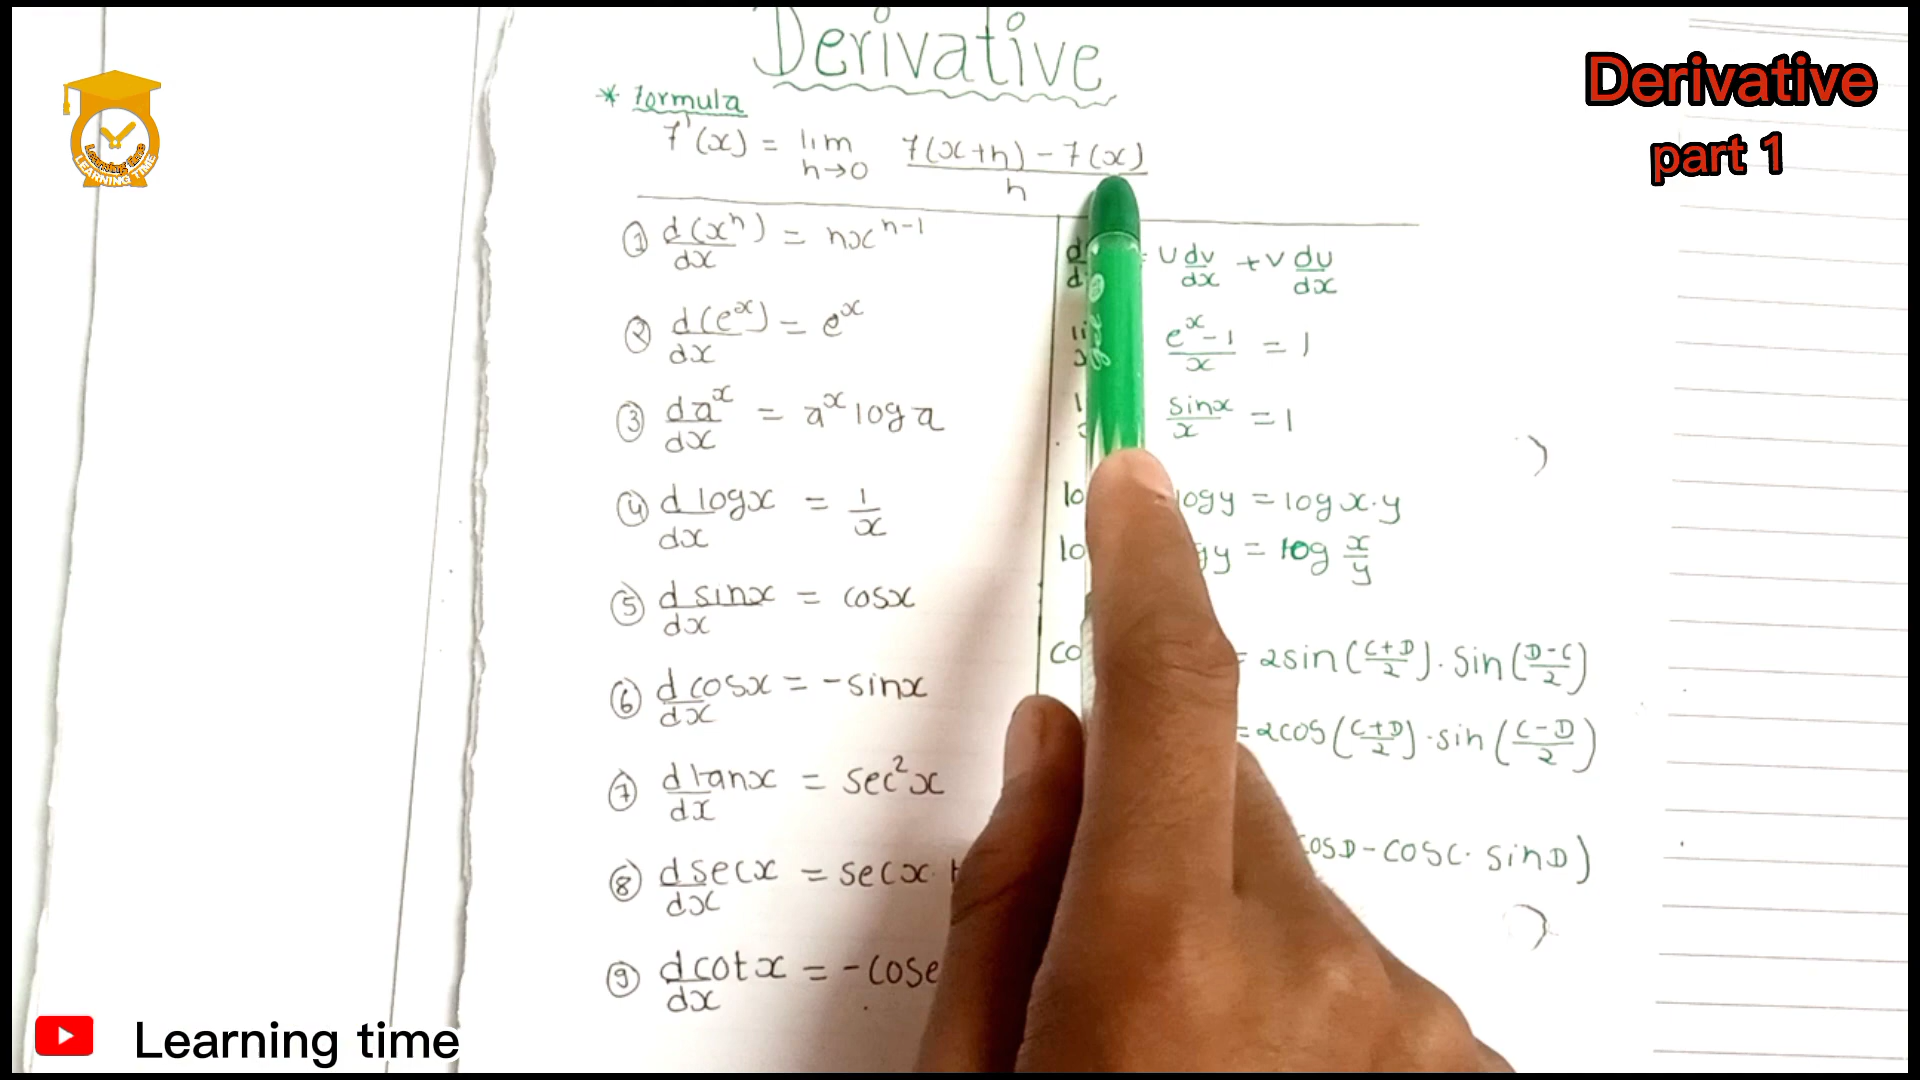 Derivative
* formula
f'(x) = lim h→0 f(x+h) - f(x) / h
① d(xⁿ)/dx = nxⁿ⁻¹
② d(eˣ)/dx = eˣ
③ daˣ/dx = aˣ log a
④ d logx/dx = 1/x
⑤ d sinx/dx = cosx
⑥ d cosx/dx = -sinx
⑦ d tanx/dx = sec²x
⑧ d secx/dx = secx.
⑨ d cotx/dx = -cose
= U dv/dx + v du/dx
eˣ-1/x = 1
sinx/x = 1
logy = log x.y
y = log x/y
= 2sin(C+D/2).sin(D-C/2)
= 2cos(C+D/2).sin(C-D/2)
cosD - cosC. sinD)
Derivative
part 1
LEARNING TIME
Learning time